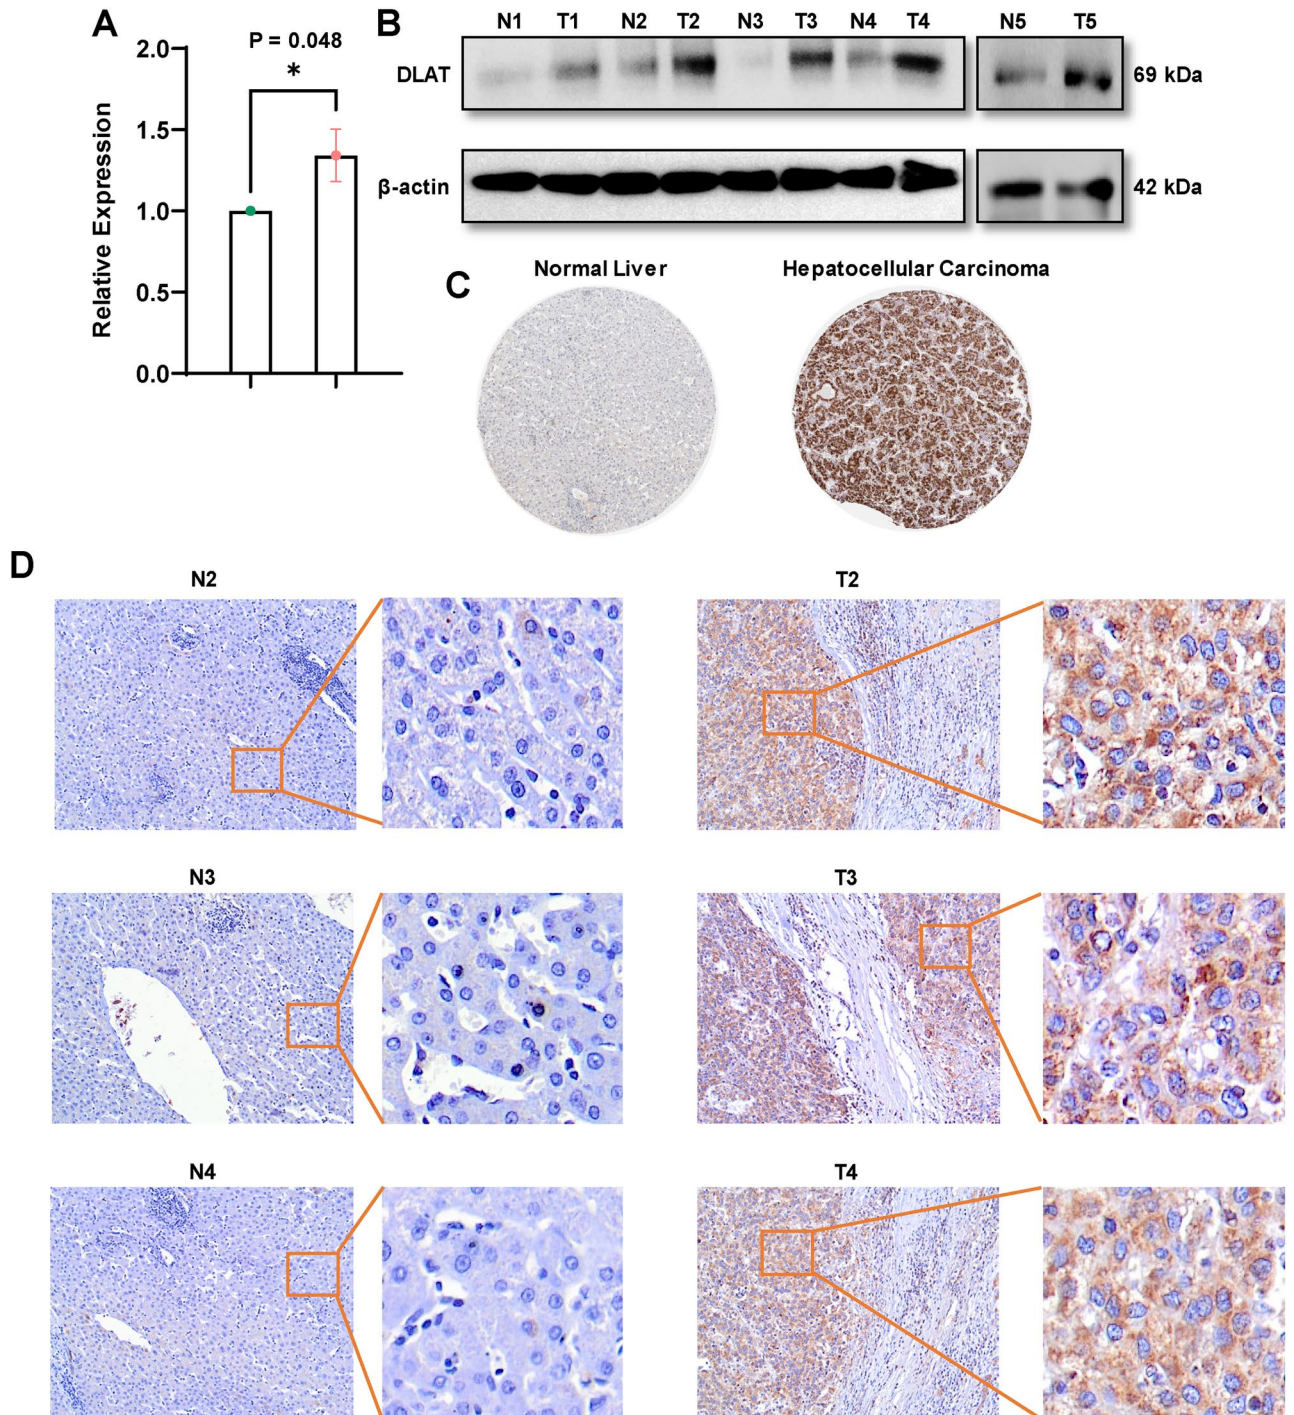 A
P = 0.048
*
2.0
1.5
1.0
0.5
0.0
Relative Expression
B
N1 T1 N2 T2 N3 T3 N4 T4 N5 T5
DLAT 69 kDa
β-actin 42 kDa
C
Normal Liver Hepatocellular Carcinoma
D
N2 T2
N3 T3
N4 T4